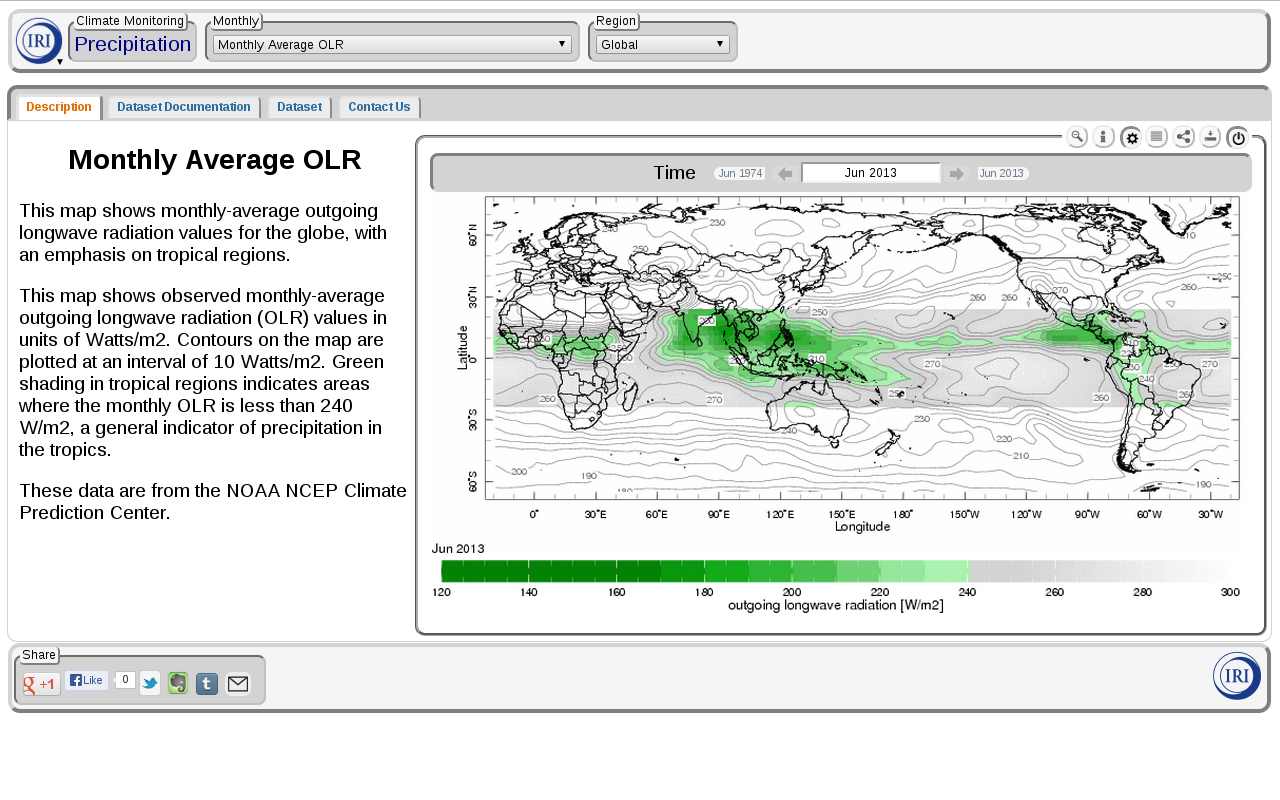 IRI
Climate Monitoring
Precipitation
Monthly
Monthly Average OLR
Region
Global
Description
Dataset Documentation
Dataset
Contact Us
Monthly Average OLR
This map shows monthly-average outgoing
longwave radiation values for the globe, with
an emphasis on tropical regions.
This map shows observed monthly-average
outgoing longwave radiation (OLR) values in
units of Watts/m2. Contours on the map are
plotted at an interval of 10 Watts/m2. Green
shading in tropical regions indicates areas
where the monthly OLR is less than 240
W/m2, a general indicator of precipitation in
the tropics.
These data are from the NOAA NCEP Climate
Prediction Center.
Time
Jun 1974
Jun 2013
Jun 2013
Latitude
60°N
30°N
0°
30°S
60°S
230
250
210
250
260
260
270
260
250
210
270
250
270
260
270
260
240
260
230
240
220
210
200
190
180
190
0°
30°E
60°E
90°E
120°E
150°E
180°
150°W
120°W
90°W
60°W
30°W
Longitude
Jun 2013
120
140
160
180
200
220
240
260
280
300
outgoing longwave radiation [W/m2]
Share
g +1
Like
0
t
IRI